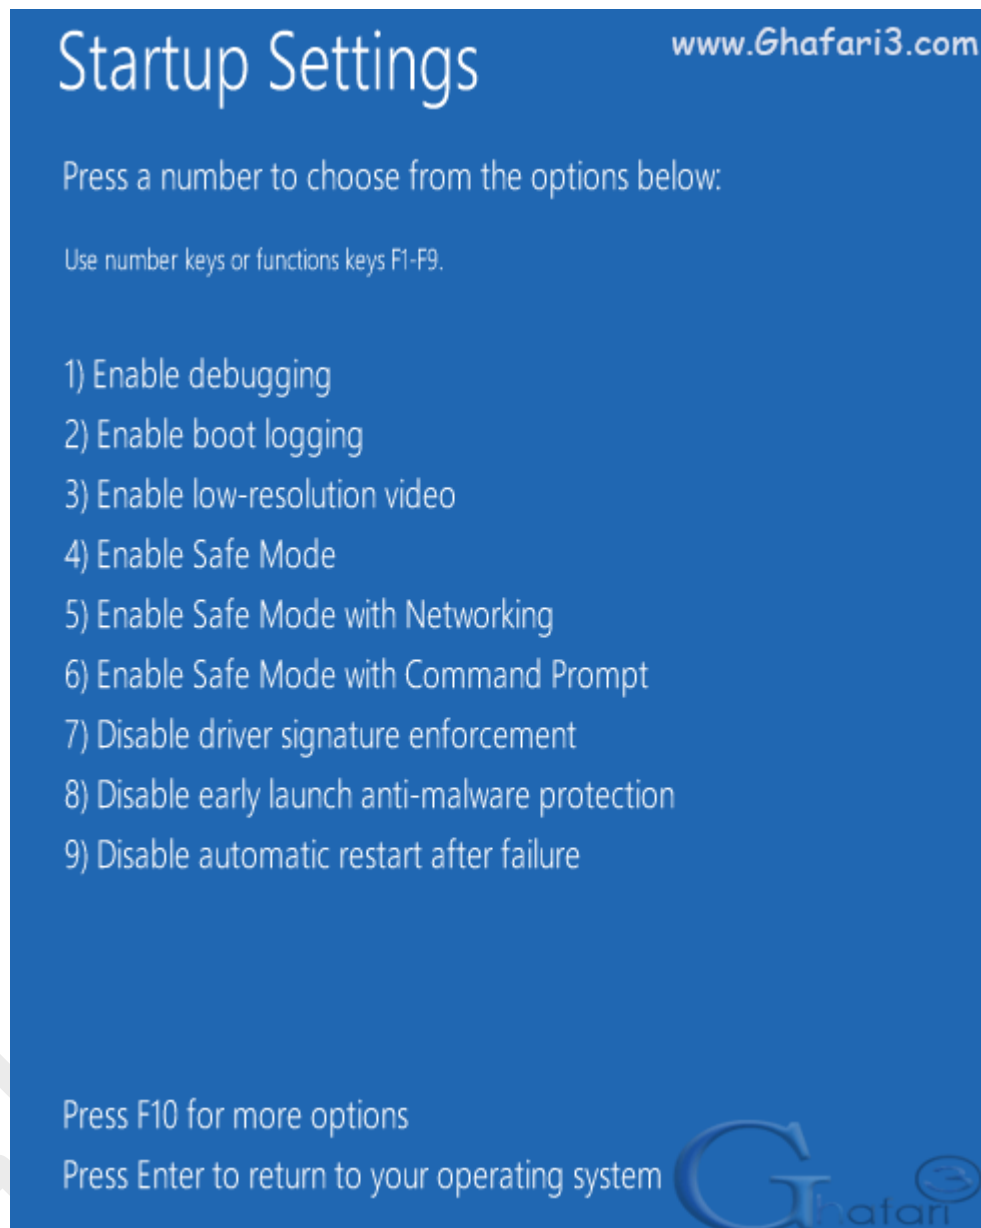 Startup Settings
www.Ghafari3.com
Press a number to choose from the options below:
Use number keys or functions keys F1-F9.
1) Enable debugging
2) Enable boot logging
3) Enable low-resolution video
4) Enable Safe Mode
5) Enable Safe Mode with Networking
6) Enable Safe Mode with Command Prompt
7) Disable driver signature enforcement
8) Disable early launch anti-malware protection
9) Disable automatic restart after failure
Press F10 for more options
Press Enter to return to your operating system
Ghafari3